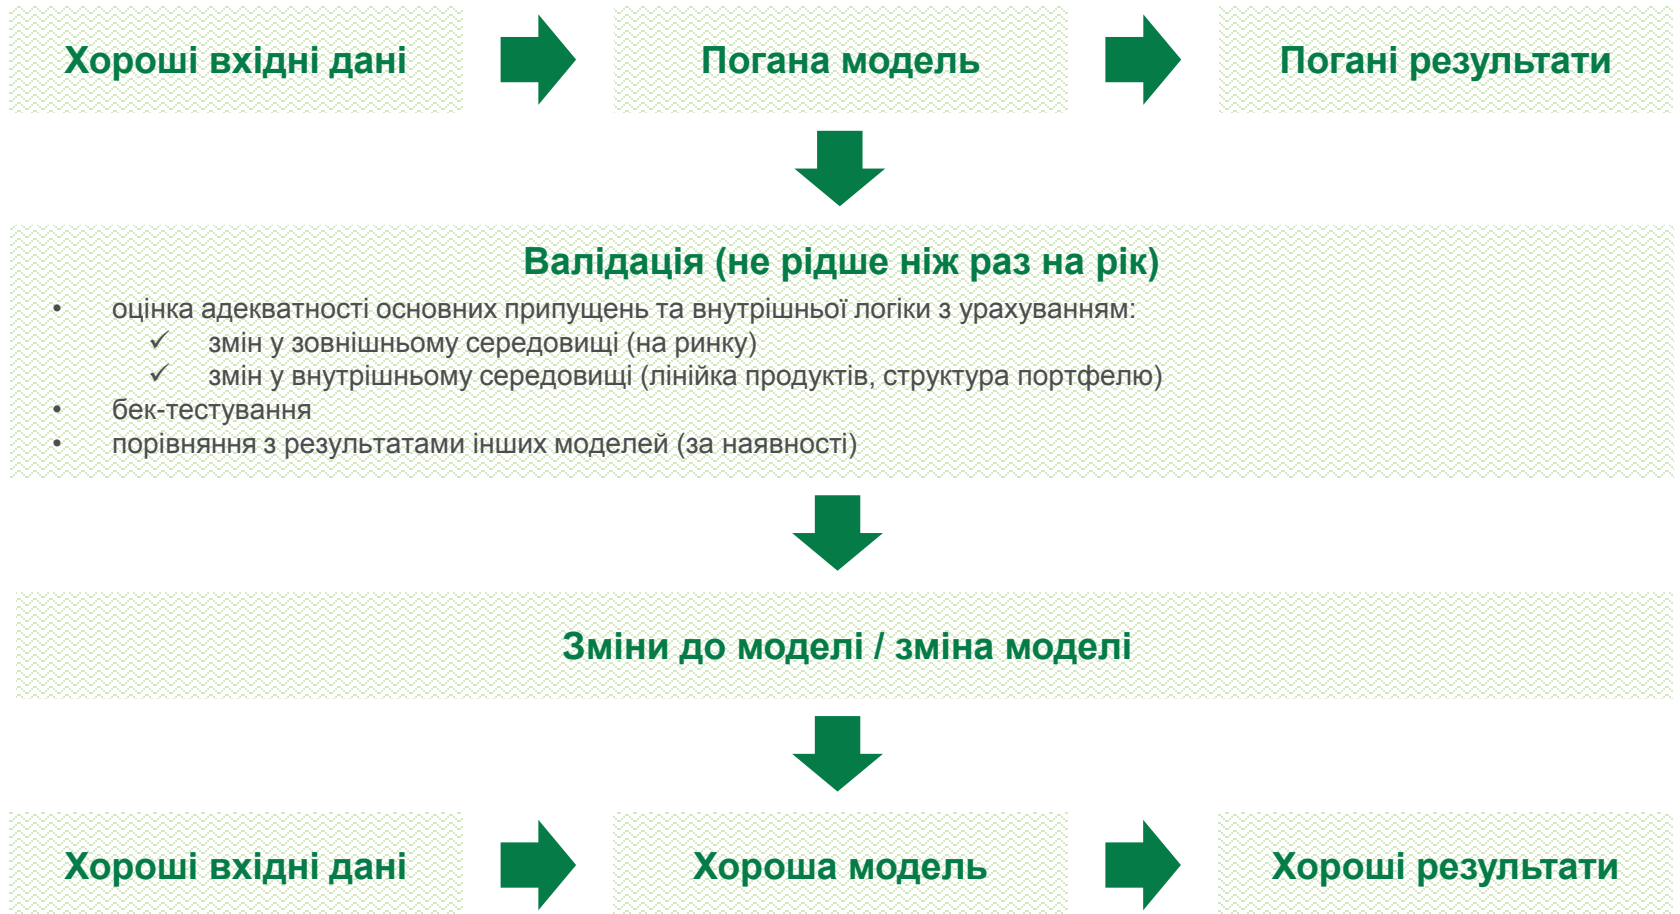 Хороші вхідні дані
Погана модель
Погані результати
Валідація (не рідше ніж раз на рік)
• оцінка адекватності основних припущень та внутрішньої логіки з урахуванням:
✓ змін у зовнішньому середовищі (на ринку)
✓ змін у внутрішньому середовищі (лінійка продуктів, структура портфелю)
• бек-тестування
• порівняння з результатами інших моделей (за наявності)
Зміни до моделі / зміна моделі
Хороші вхідні дані
Хороша модель
Хороші результати